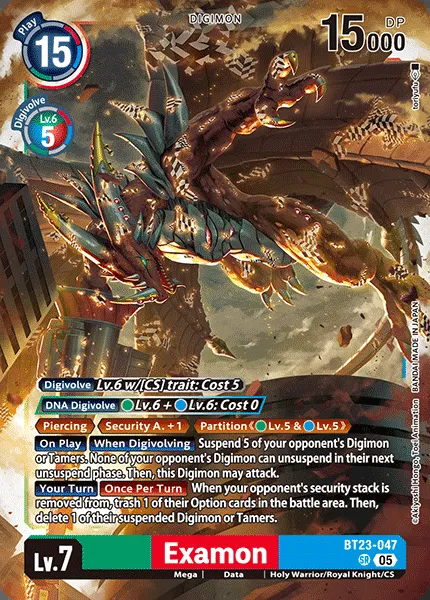 DIGIMON
Play
15
DP
15000
Digivolve
Lv.6
5
Digivolve Lv.6 w/[CS] trait: Cost 5
DNA Digivolve Lv.6 + Lv.6: Cost 0
Piercing Security A. +1 Partition《Lv.5 & Lv.5》
On Play When Digivolving Suspend 5 of your opponent's Digimon
or Tamers. None of your opponent's Digimon can unsuspend in their next
unsuspend phase. Then, this Digimon may attack.
Your Turn Once Per Turn When your opponent's security stack is
removed from, trash 1 of their Option cards in the battle area. Then,
delete 1 of their suspended Digimon or Tamers.
©Akiyoshi Hongo, Toei Animation BANDAI MADE IN JAPAN
BT23-047
Lv.7 Examon SR 05
Mega Data Holy Warrior/Royal Knight/CS